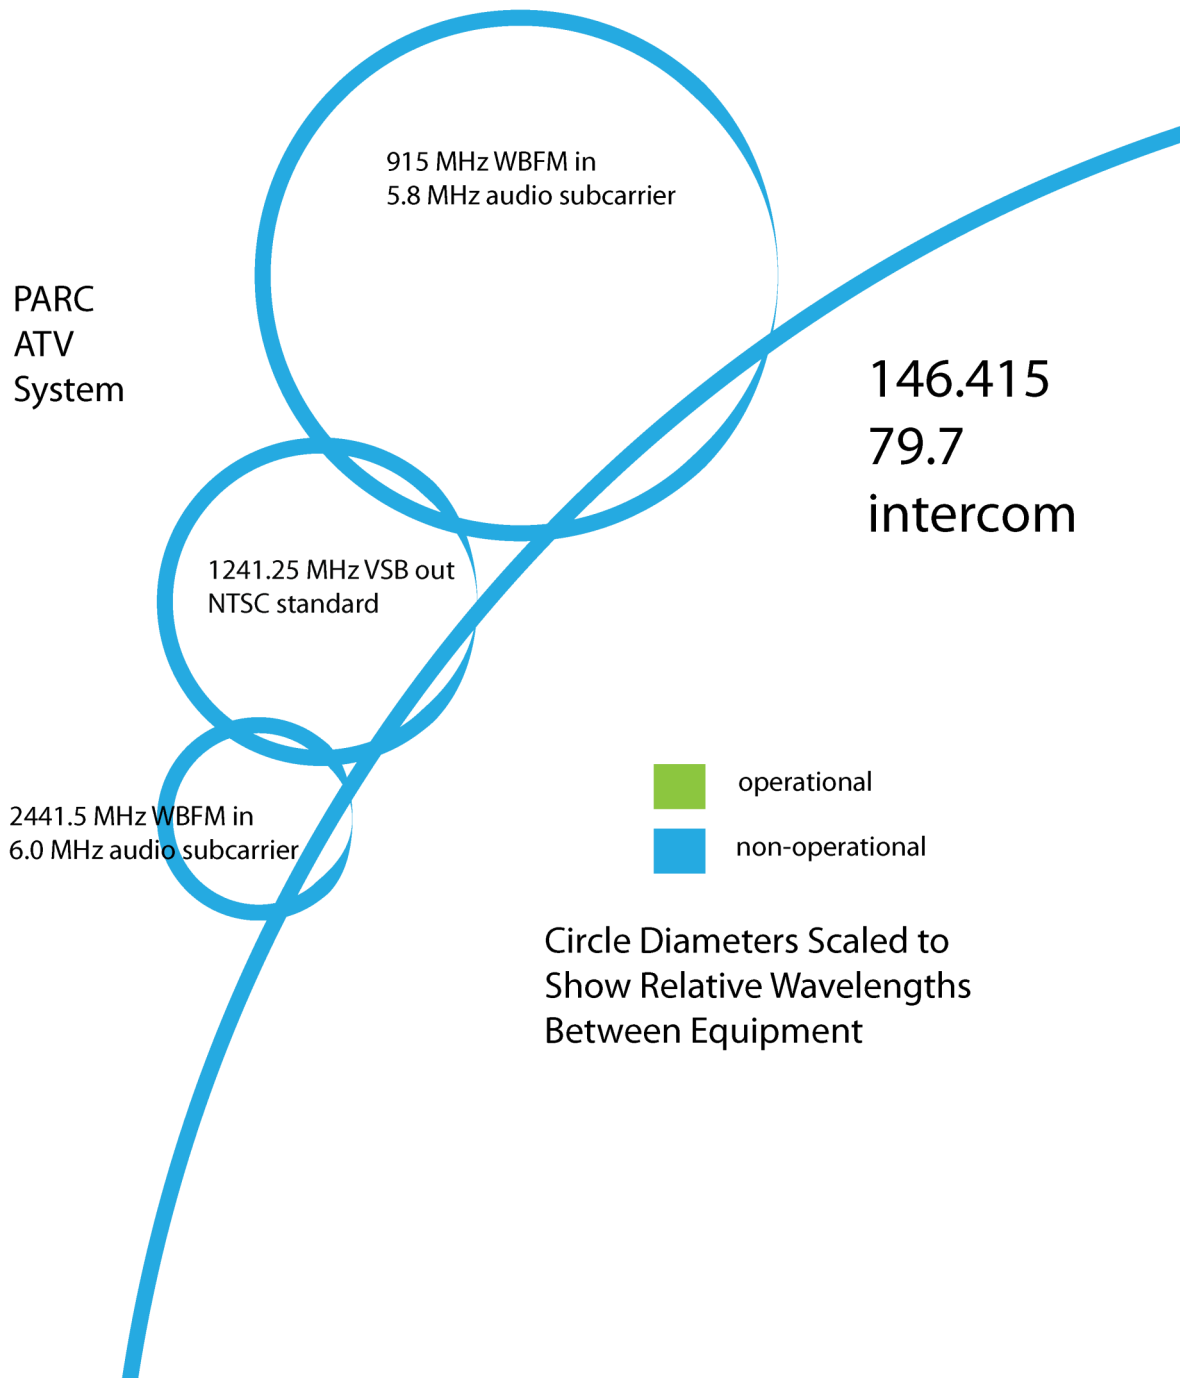 915 MHz WBFM in
5.8 MHz audio subcarrier
PARC
ATV
System
146.415
79.7
intercom
1241.25 MHz VSB out
NTSC standard
operational
2441.5 MHz WBFM in
6.0 MHz audio subcarrier
non-operational
Circle Diameters Scaled to
Show Relative Wavelengths
Between Equipment